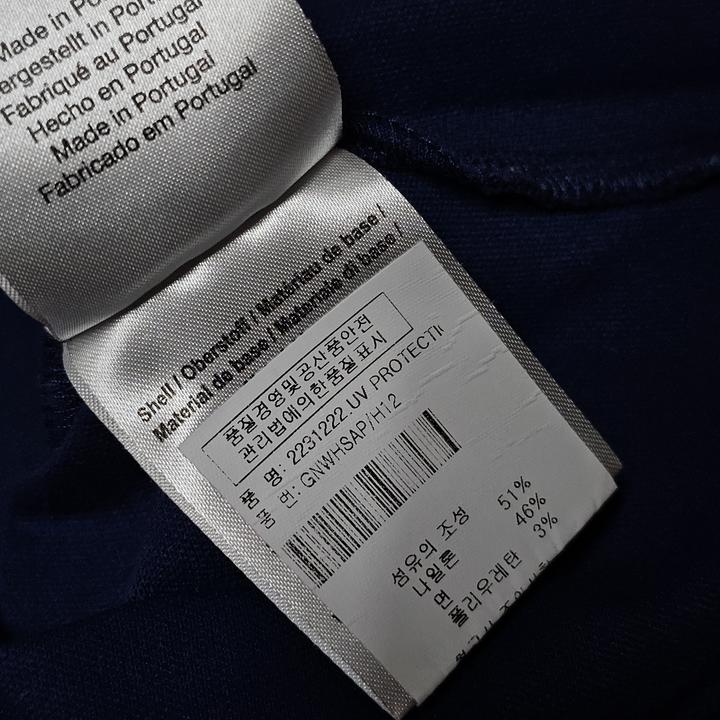 Made in
ergestellt in Port
Fabriqué au Portugal
Hecho en Portugal
Made in Portugal
Fabricado em Portugal
Shell / Oberstoff / Matériau de base /
Material de base / Materiale di base /
품질경영및공산품안전
관리법에의한품질표시
품 명: 2231222.UV PROTECTI
품 번: GNWHSAP/H12
섬유의 조성
나일론 51%
면 46%
폴리우레탄 3%